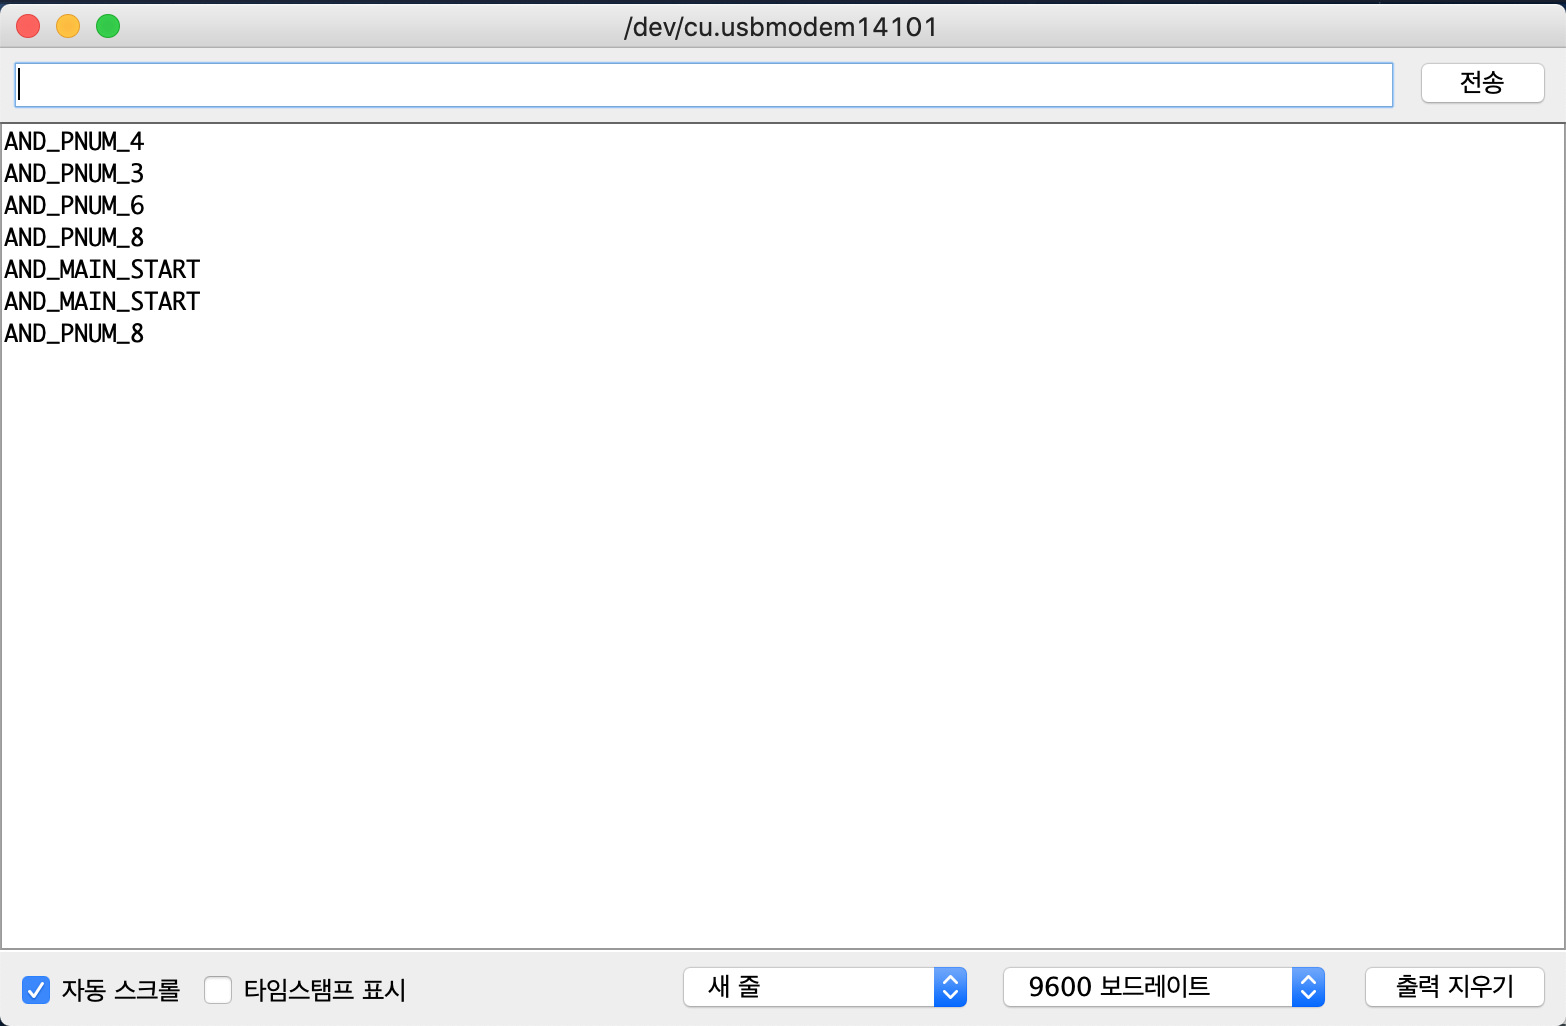 /dev/cu.usbmodem14101
전송
AND_PNUM_4
AND_PNUM_3
AND_PNUM_6
AND_PNUM_8
AND_MAIN_START
AND_MAIN_START
AND_PNUM_8
자동 스크롤 타임스탬프 표시 새 줄 9600 보드레이트 출력 지우기